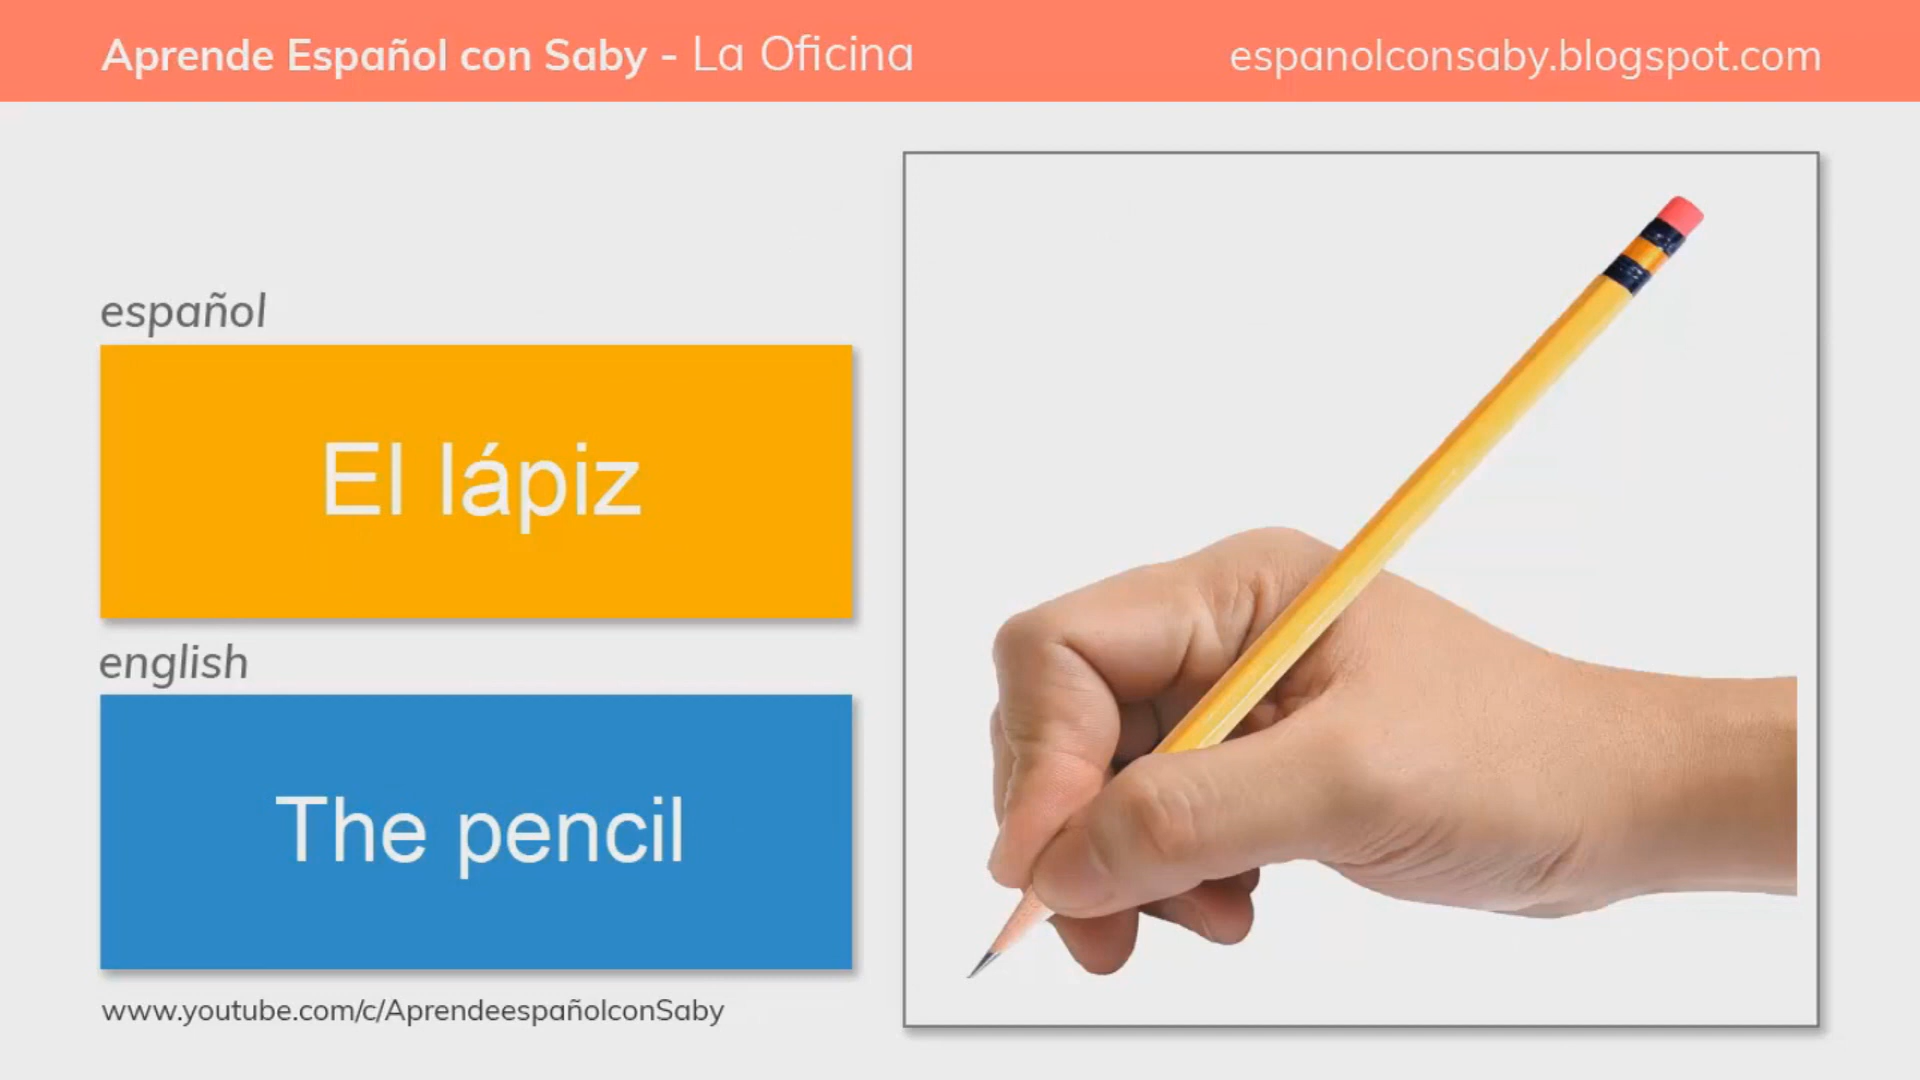 Aprende Español con Saby - La Oficina
espanolconsaby.blogspot.com
español
El lápiz
english
The pencil
www.youtube.com/c/AprendeespañolconSaby